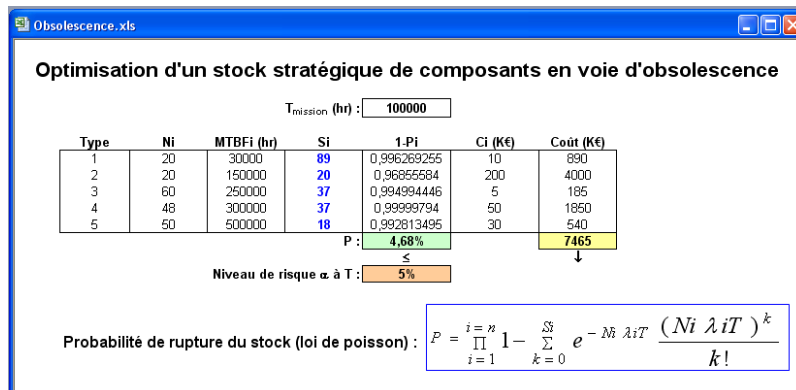 Obsolescence.xls
Optimisation d'un stock stratégique de composants en voie d'obsolescence
Tmission (hr) : 100000
Type Ni MTBFi (hr) Si 1-Pi Ci (K€) Coût (K€)
1 20 30000 89 0,996269255 10 890
2 20 150000 20 0,96855584 200 4000
3 60 250000 37 0,994994446 5 185
4 48 300000 37 0,99999794 50 1850
5 50 500000 18 0,992813495 30 540
P : 4,68% 7465
≤ ↓
Niveau de risque α à T : 5%
Probabilité de rupture du stock (loi de poisson) : P = ∏ i = 1 i = n 1 − Σ k = 0 Si e − Ni λiT (Ni λ iT )^k / k !